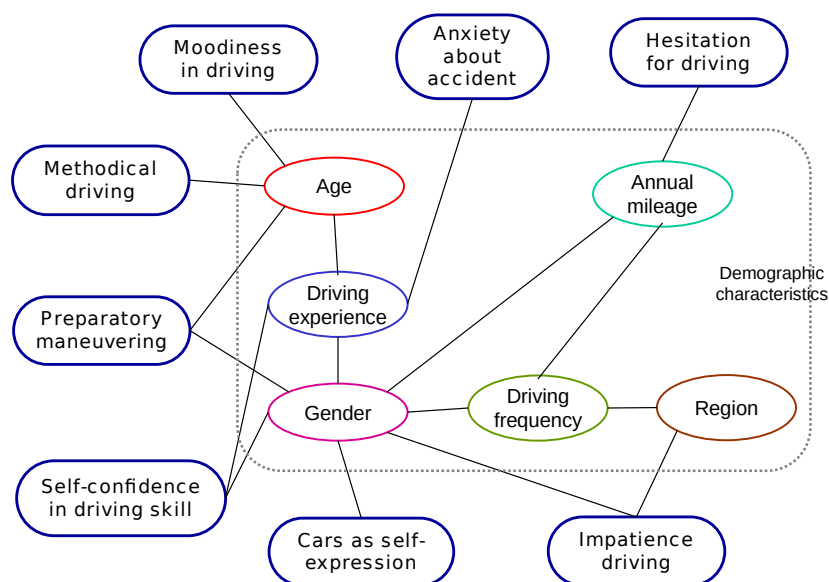 Moodiness
in driving
Anxiety
about
accident
Hesitation
for driving
Methodical
driving
Age
Annual
mileage
Demographic
characteristics
Driving
experience
Preparatory
maneuvering
Gender
Driving
frequency
Region
Self-confidence
in driving skill
Cars as self-
expression
Impatience
driving